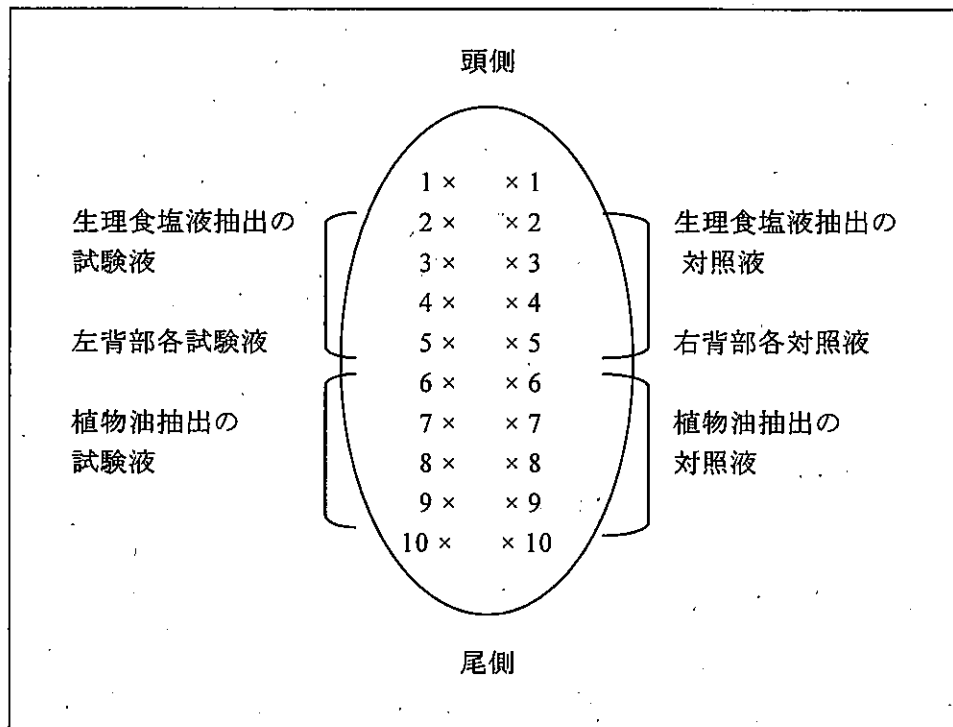 頭側
1 × × 1
生理食塩液抽出の 2 × × 2 生理食塩液抽出の
試験液 3 × × 3 対照液
4 × × 4
左背部各試験液 5 × × 5 右背部各対照液
6 × × 6
植物油抽出の 7 × × 7 植物油抽出の
試験液 8 × × 8 対照液
9 × × 9
10 × × 10
尾側